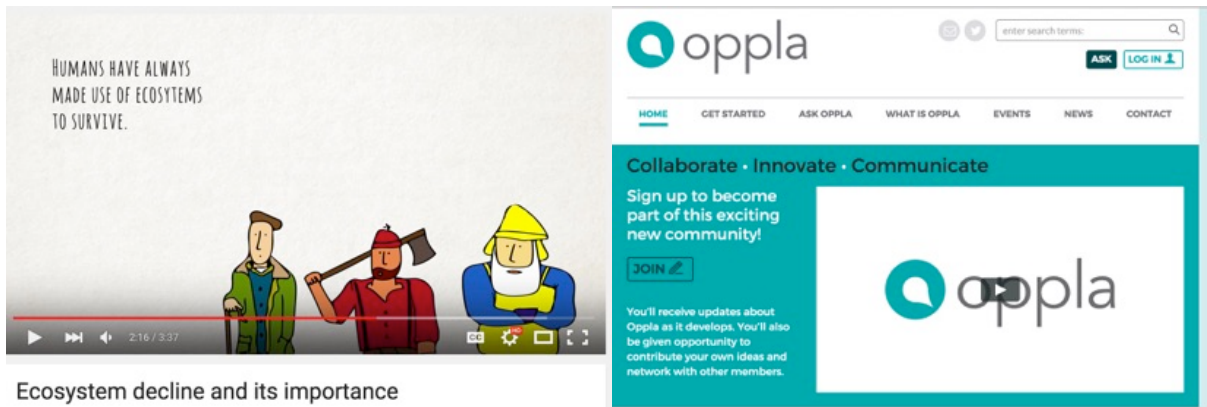 HUMANS HAVE ALWAYS
MADE USE OF ECOSYTEMS
TO SURVIVE.
2:16 / 3:37
CC
HD
Ecosystem decline and its importance
oppla
enter search terms:
ASK
LOG IN
HOME
GET STARTED
ASK OPPLA
WHAT IS OPPLA
EVENTS
NEWS
CONTACT
Collaborate • Innovate • Communicate
Sign up to become
part of this exciting
new community!
JOIN
You'll receive updates about
Oppla as it develops. You'll also
be given opportunity to
contribute your own ideas and
network with other members.
oppla